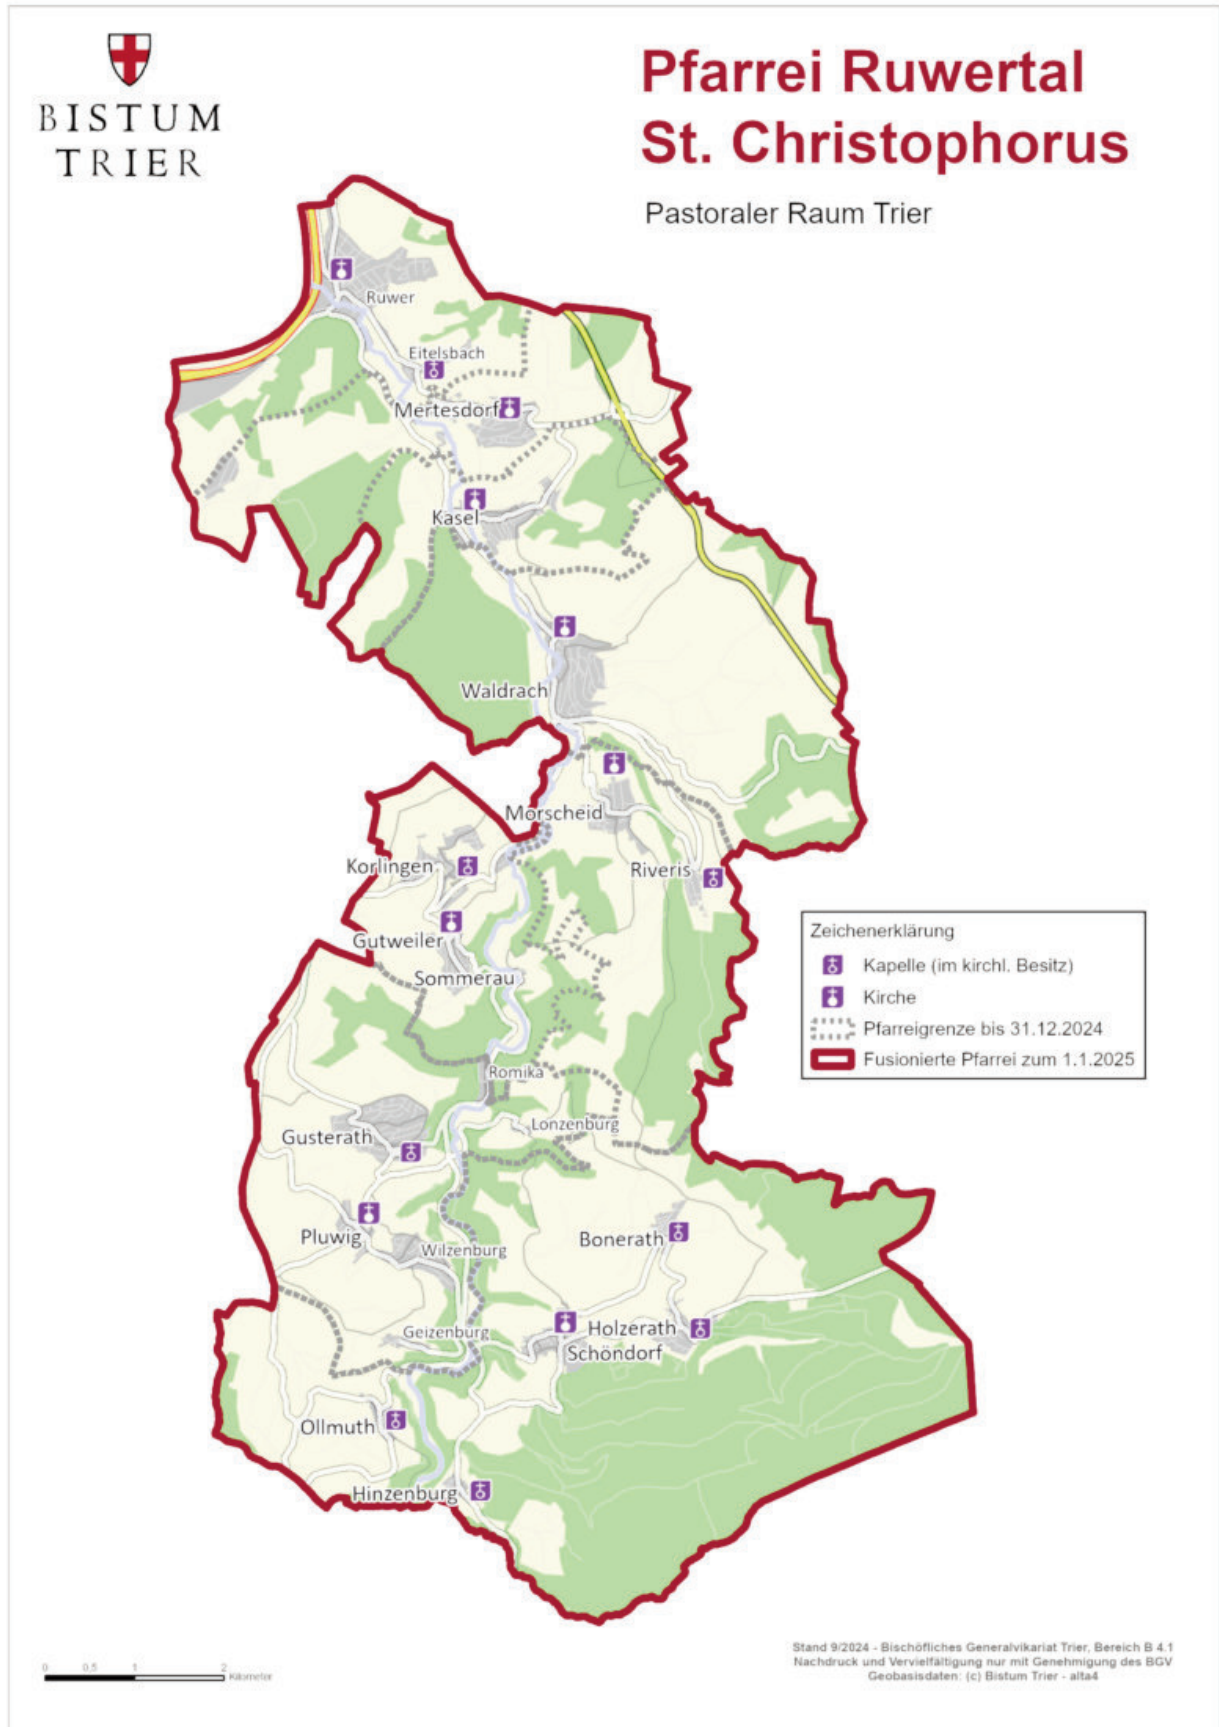 BISTUM
TRIER
Pfarrei Ruwertal
St. Christophorus
Pastoraler Raum Trier
Ruwer
Eitelsbach
Mertesdorf
Kasel
Waldrach
Morscheid
Korlingen
Riveris
Gutweiler
Sommerau
Zeichenerklärung
Kapelle (im kirchl. Besitz)
Kirche
Pfarreigrenze bis 31.12.2024
Fusionierte Pfarrei zum 1.1.2025
Romika
Lonzenburg
Gusterath
Pluwig
Wilzenburg
Bonerath
Geizenburg
Holzerath
Schöndorf
Ollmuth
Hinzenburg
0 0,5 1 2
Kilometer
Stand 9/2024 - Bischöfliches Generalvikariat Trier, Bereich B 4.1
Nachdruck und Vervielfältigung nur mit Genehmigung des BGV
Geobasisdaten: (c) Bistum Trier - alta4